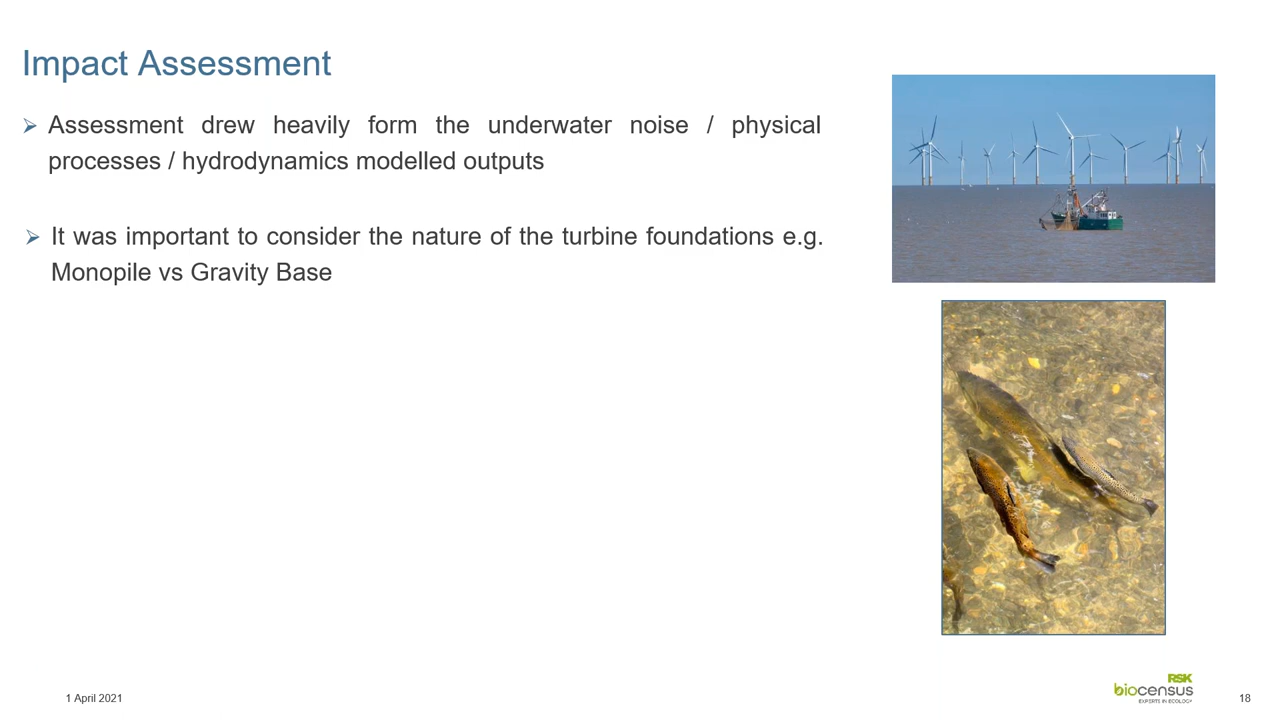 Impact Assessment
Assessment drew heavily form the underwater noise / physical
processes / hydrodynamics modelled outputs
It was important to consider the nature of the turbine foundations e.g.
Monopile vs Gravity Base
RSK
biocensus
EXPERTS IN ECOLOGY
1 April 2021
18